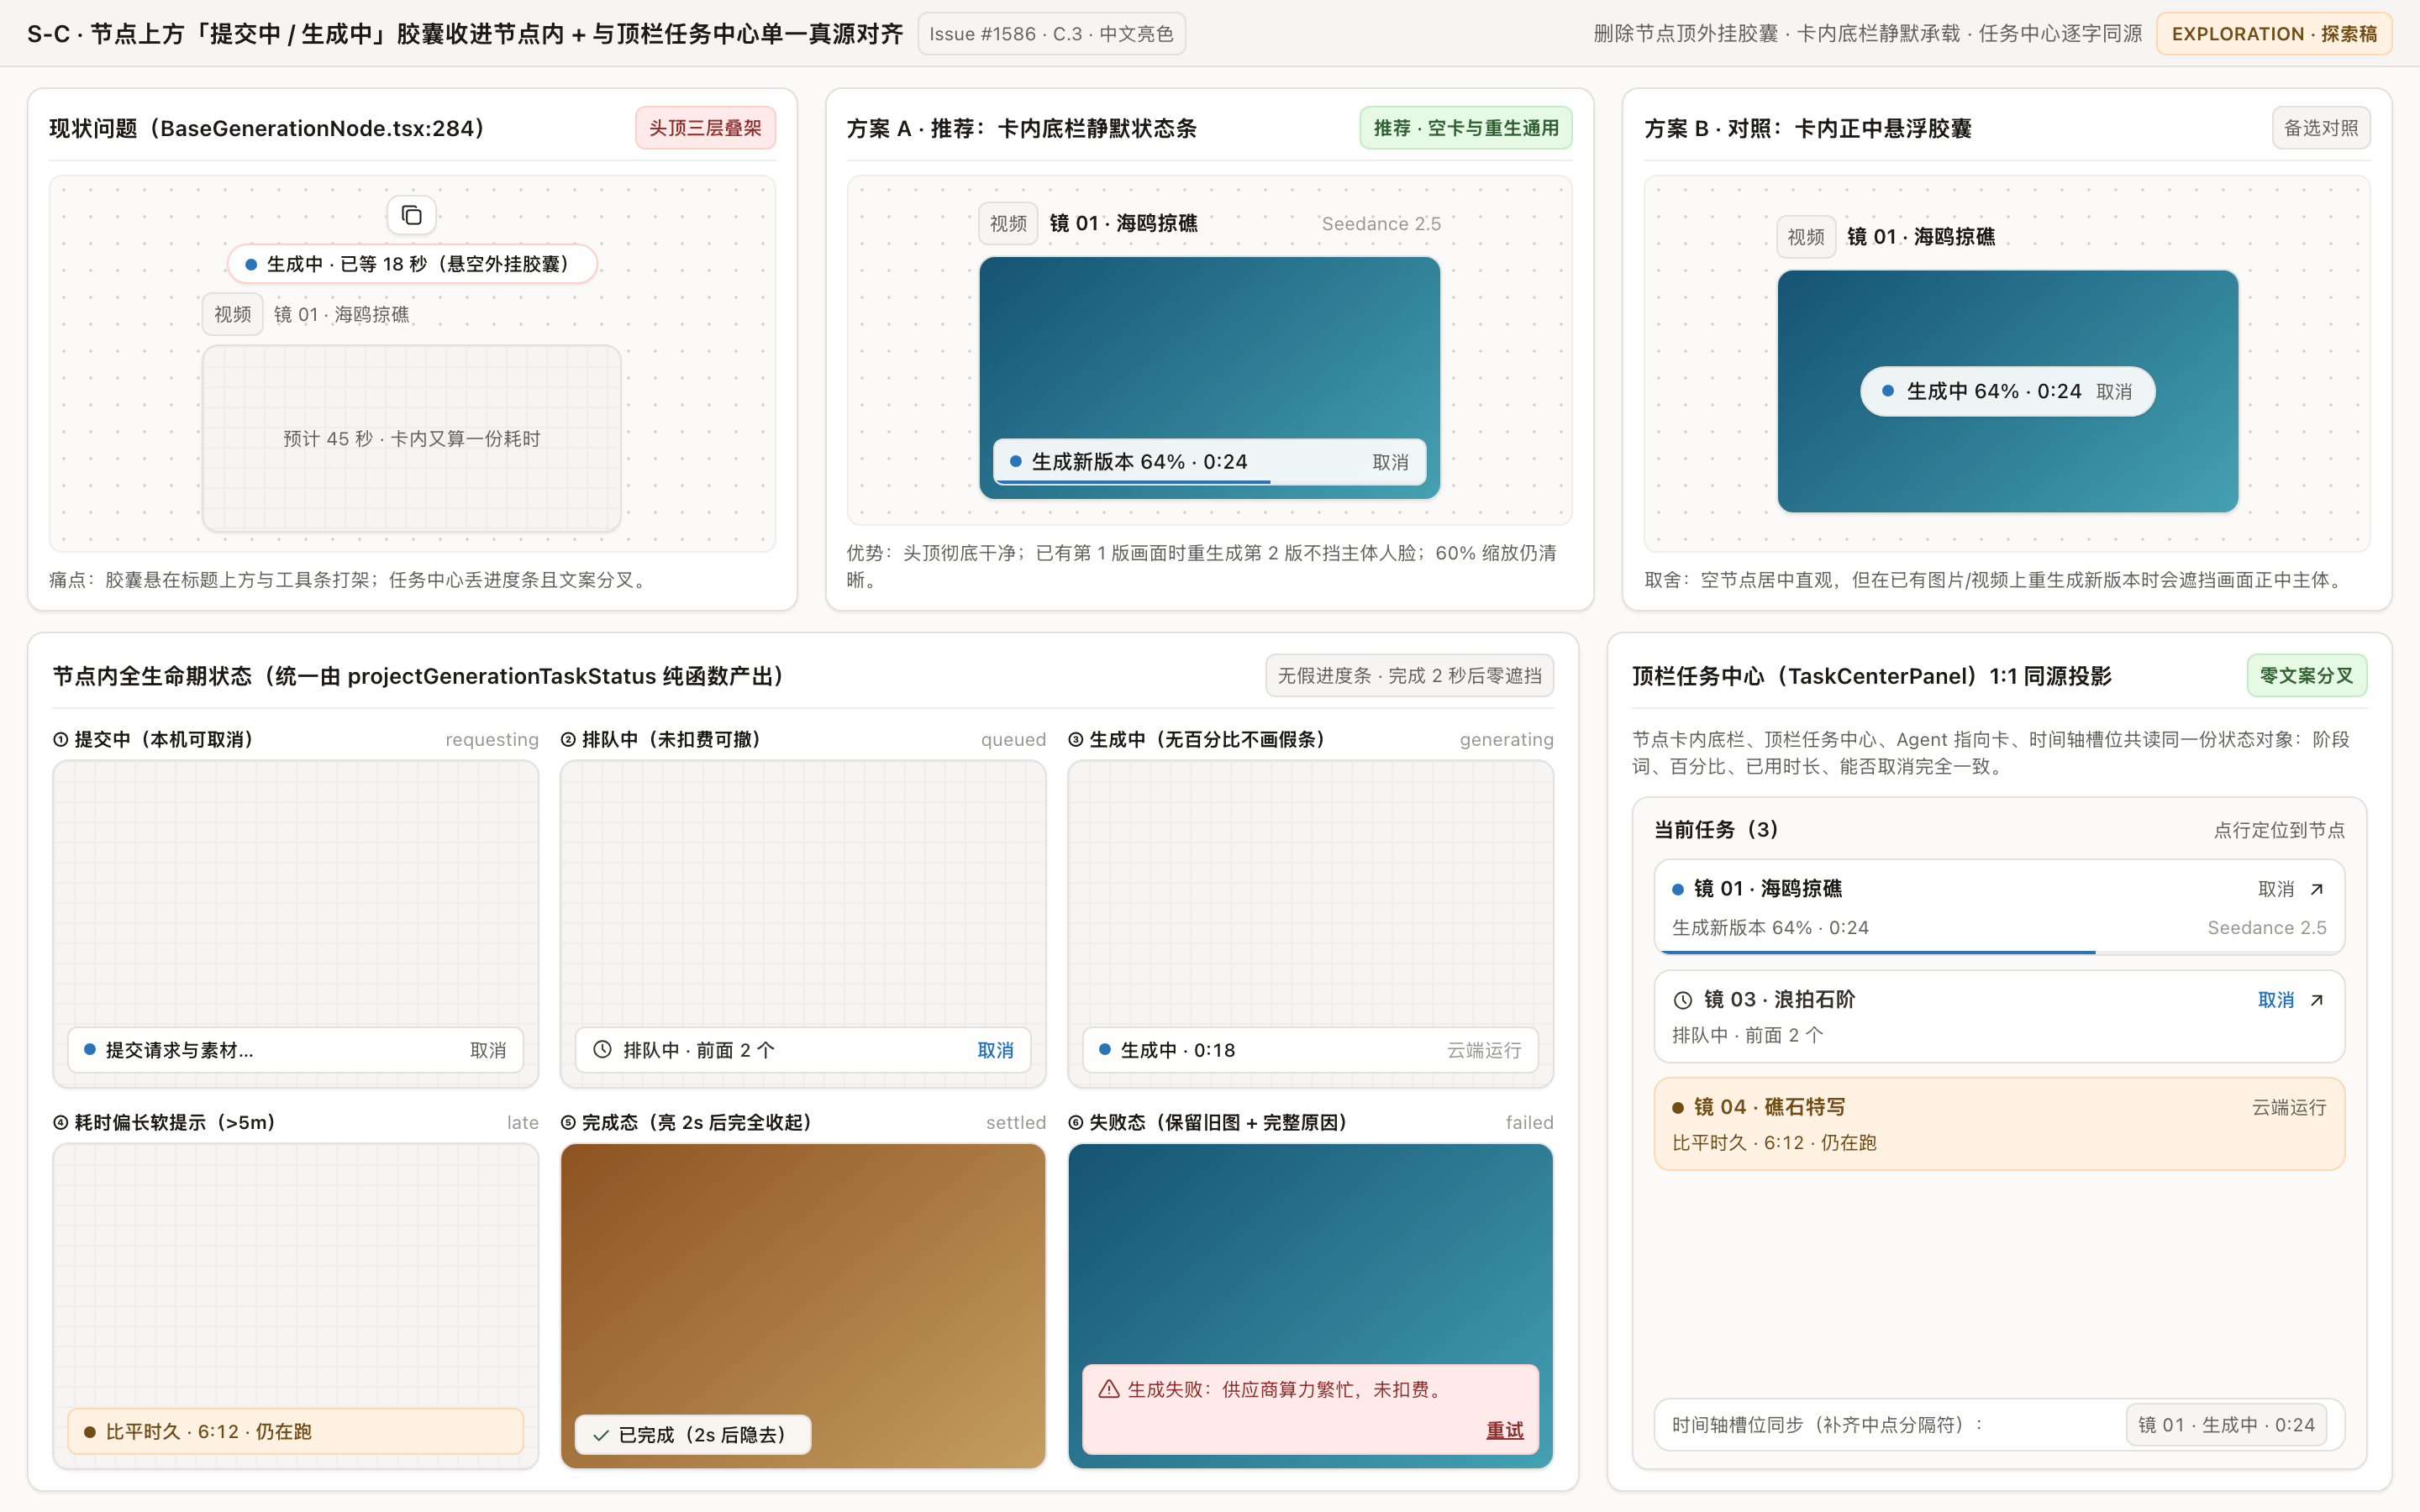 S-C · 节点上方「提交中 / 生成中」胶囊收进节点内 + 与顶栏任务中心单一真源对齐
Issue #1586 · C.3 · 中文亮色
删除节点顶外挂胶囊 · 卡内底栏静默承载 · 任务中心逐字同源
EXPLORATION · 探索稿
现状问题（BaseGenerationNode.tsx:284）
头顶三层叠架
生成中 · 已等 18 秒（悬空外挂胶囊）
视频
镜 01 · 海鸥掠礁
预计 45 秒 · 卡内又算一份耗时
痛点：胶囊悬在标题上方与工具条打架；任务中心丢进度条且文案分叉。
方案 A · 推荐：卡内底栏静默状态条
推荐 · 空卡与重生通用
视频
镜 01 · 海鸥掠礁
Seedance 2.5
生成新版本 64% · 0:24
取消
优势：头顶彻底干净；已有第 1 版画面时重生成第 2 版不挡主体人脸；60% 缩放仍清
晰。
方案 B · 对照：卡内正中悬浮胶囊
备选对照
视频
镜 01 · 海鸥掠礁
生成中 64% · 0:24
取消
取舍：空节点居中直观，但在已有图片/视频上重生成新版本时会遮挡画面正中主体。
节点内全生命期状态（统一由 projectGenerationTaskStatus 纯函数产出）
无假进度条 · 完成 2 秒后零遮挡
① 提交中（本机可取消）
requesting
提交请求与素材...
取消
② 排队中（未扣费可撤）
queued
排队中 · 前面 2 个
取消
③ 生成中（无百分比不画假条）
generating
生成中 · 0:18
云端运行
④ 耗时偏长软提示（>5m）
late
比平时久 · 6:12 · 仍在跑
⑤ 完成态（亮 2s 后完全收起）
settled
已完成（2s 后隐去）
⑥ 失败态（保留旧图 + 完整原因）
failed
生成失败：供应商算力繁忙，未扣费。
重试
顶栏任务中心（TaskCenterPanel）1:1 同源投影
零文案分叉
节点卡内底栏、顶栏任务中心、Agent 指向卡、时间轴槽位共读同一份状态对象：阶段
词、百分比、已用时长、能否取消完全一致。
当前任务（3）
点行定位到节点
镜 01 · 海鸥掠礁
取消
生成新版本 64% · 0:24
Seedance 2.5
镜 03 · 浪拍石阶
取消
排队中 · 前面 2 个
镜 04 · 礁石特写
云端运行
比平时久 · 6:12 · 仍在跑
时间轴槽位同步（补齐中点分隔符）：
镜 01 · 生成中 · 0:24